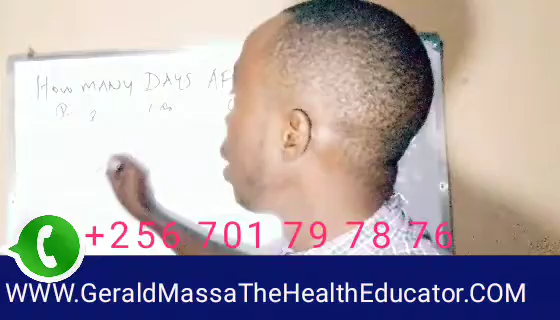 HOW MANY DAYS AF
+256 701 79 78 76
WWW.GeraldMassaTheHealthEducator.COM